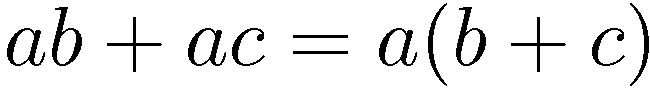 ab + ac = a(b + c)